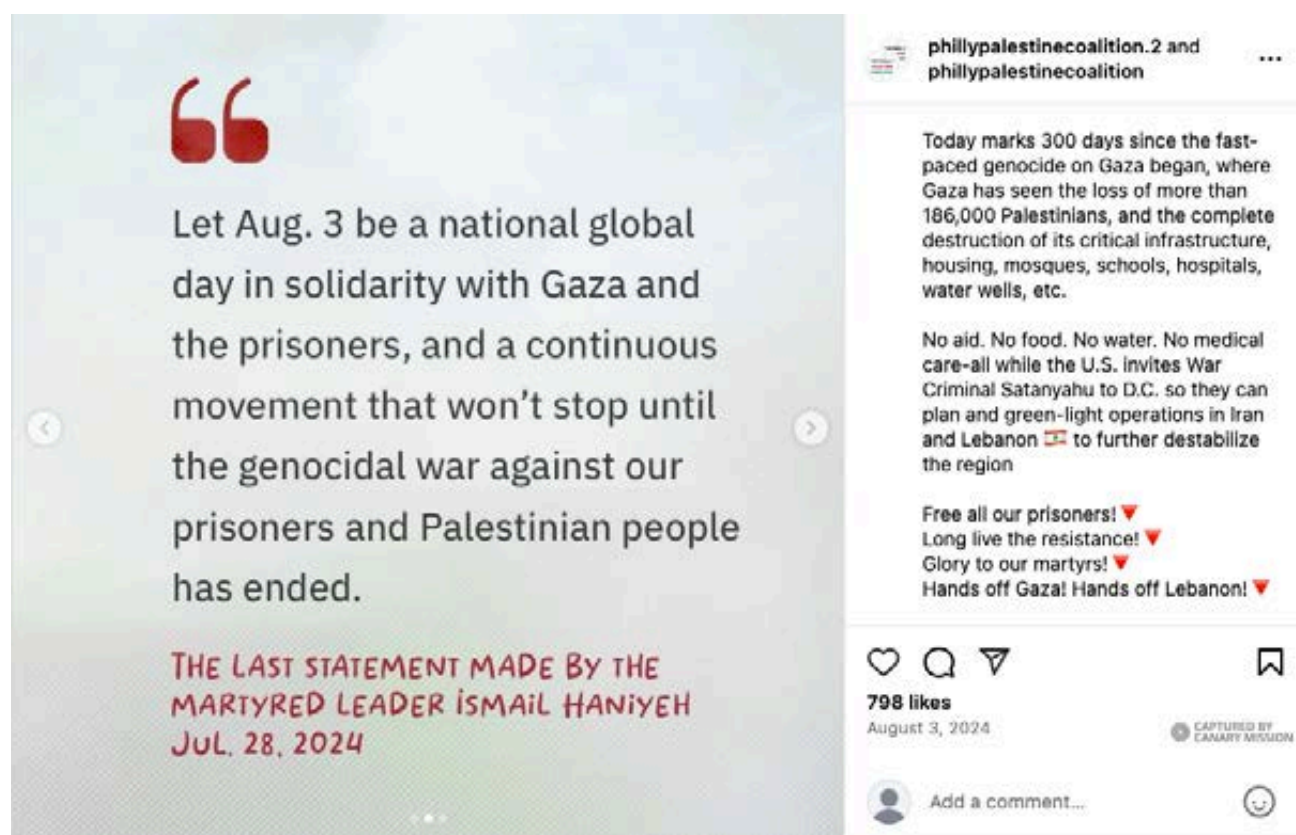 Let Aug. 3 be a national global
day in solidarity with Gaza and
the prisoners, and a continuous
movement that won't stop until
the genocidal war against our
prisoners and Palestinian people
has ended.
THE LAST STATEMENT MADE BY THE
MARTYRED LEADER ISMAIL HANIYEH
JUL. 28, 2024
phillypalestinecoalition.2 and
phillypalestinecoalition
Today marks 300 days since the fast-
paced genocide on Gaza began, where
Gaza has seen the loss of more than
186,000 Palestinians, and the complete
destruction of its critical infrastructure,
housing, mosques, schools, hospitals,
water wells, etc.
No aid. No food. No water. No medical
care-all while the U.S. invites War
Criminal Satanyahu to D.C. so they can
plan and green-light operations in Iran
and Lebanon 🇱🇧 to further destabilize
the region
Free all our prisoners!🔻
Long live the resistance!🔻
Glory to our martyrs!🔻
Hands off Gaza! Hands off Lebanon!🔻
798 likes
August 3, 2024
CAPTURED BY
CANARY MISSION
Add a comment...